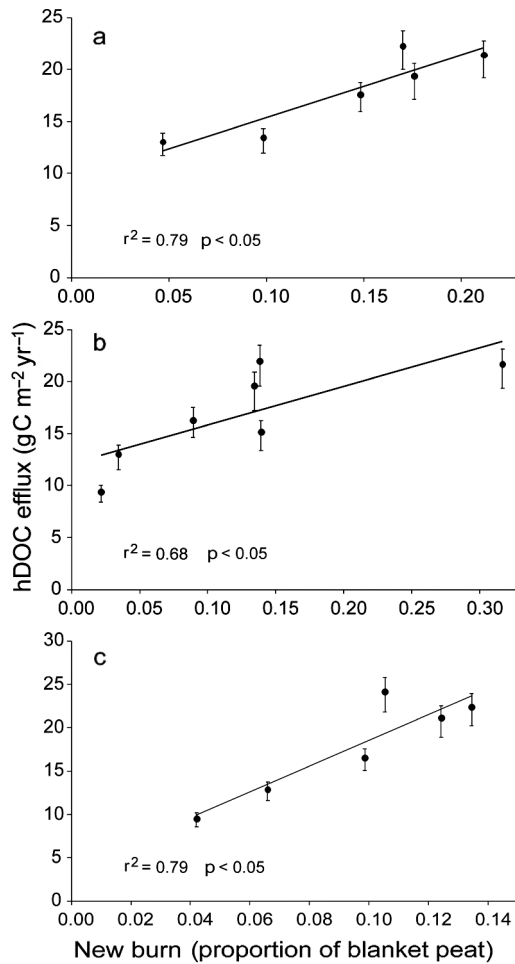 a
25
20
15
10
5
0
r² = 0.79 p < 0.05
0.00 0.05 0.10 0.15 0.20
b
25
20
15
10
5
0
r² = 0.68 p < 0.05
0.00 0.05 0.10 0.15 0.20 0.25 0.30
hDOC efflux (gC m⁻² yr⁻¹)
c
30
25
20
15
10
5
0
r² = 0.79 p < 0.05
0.00 0.02 0.04 0.06 0.08 0.10 0.12 0.14
New burn (proportion of blanket peat)